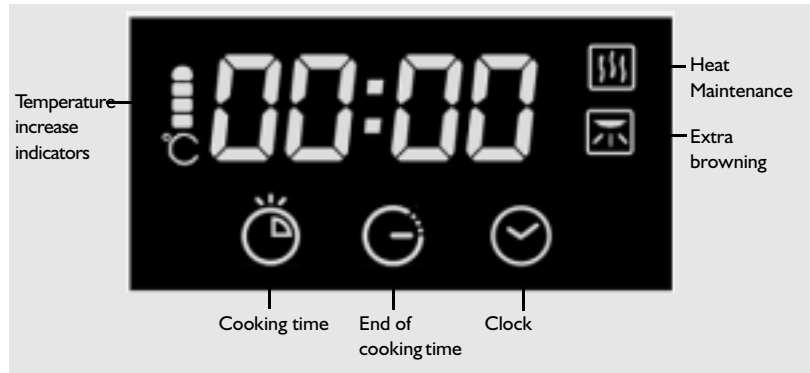 00:00
°C
Temperature
increase
indicators
Heat
Maintenance
Extra
browning
Cooking time
End of
cooking time
Clock